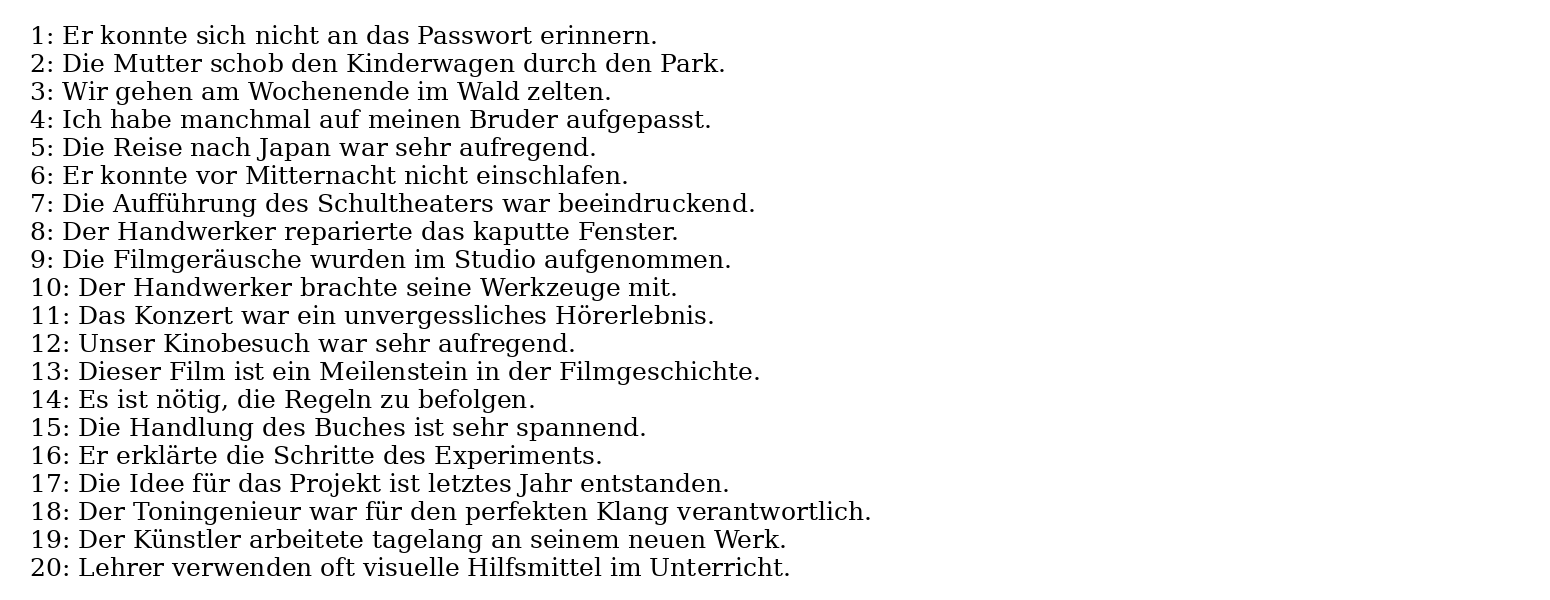 1: Er konnte sich nicht an das Passwort erinnern.
2: Die Mutter schob den Kinderwagen durch den Park.
3: Wir gehen am Wochenende im Wald zelten.
4: Ich habe manchmal auf meinen Bruder aufgepasst.
5: Die Reise nach Japan war sehr aufregend.
6: Er konnte vor Mitternacht nicht einschlafen.
7: Die Aufführung des Schultheaters war beeindruckend.
8: Der Handwerker reparierte das kaputte Fenster.
9: Die Filmgeräusche wurden im Studio aufgenommen.
10: Der Handwerker brachte seine Werkzeuge mit.
11: Das Konzert war ein unvergessliches Hörerlebnis.
12: Unser Kinobesuch war sehr aufregend.
13: Dieser Film ist ein Meilenstein in der Filmgeschichte.
14: Es ist nötig, die Regeln zu befolgen.
15: Die Handlung des Buches ist sehr spannend.
16: Er erklärte die Schritte des Experiments.
17: Die Idee für das Projekt ist letztes Jahr entstanden.
18: Der Toningenieur war für den perfekten Klang verantwortlich.
19: Der Künstler arbeitete tagelang an seinem neuen Werk.
20: Lehrer verwenden oft visuelle Hilfsmittel im Unterricht.